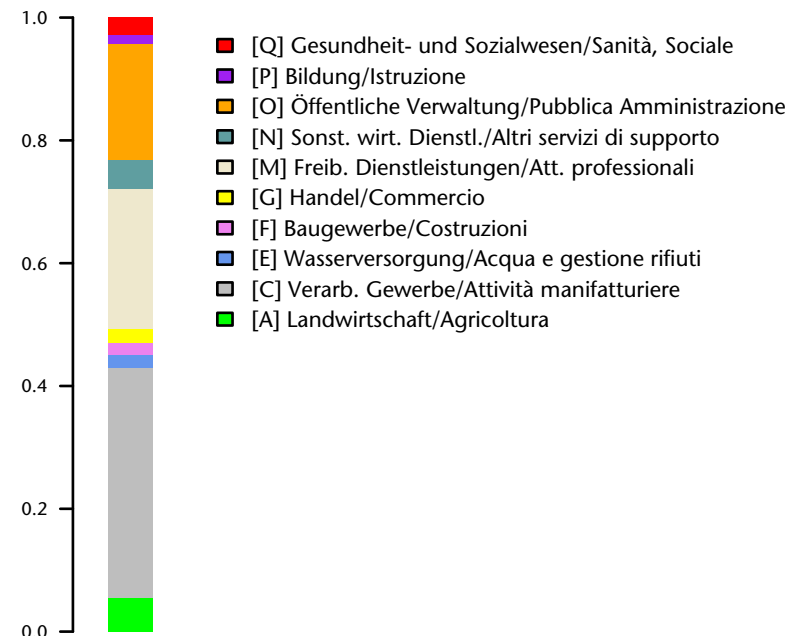 1.0
0.8
0.6
0.4
0.2
0.0
[Q] Gesundheit- und Sozialwesen/Sanità, Sociale
[P] Bildung/Istruzione
[O] Öffentliche Verwaltung/Pubblica Amministrazione
[N] Sonst. wirt. Dienstl./Altri servizi di supporto
[M] Freib. Dienstleistungen/Att. professionali
[G] Handel/Commercio
[F] Baugewerbe/Costruzioni
[E] Wasserversorgung/Acqua e gestione rifiuti
[C] Verarb. Gewerbe/Attività manifatturiere
[A] Landwirtschaft/Agricoltura